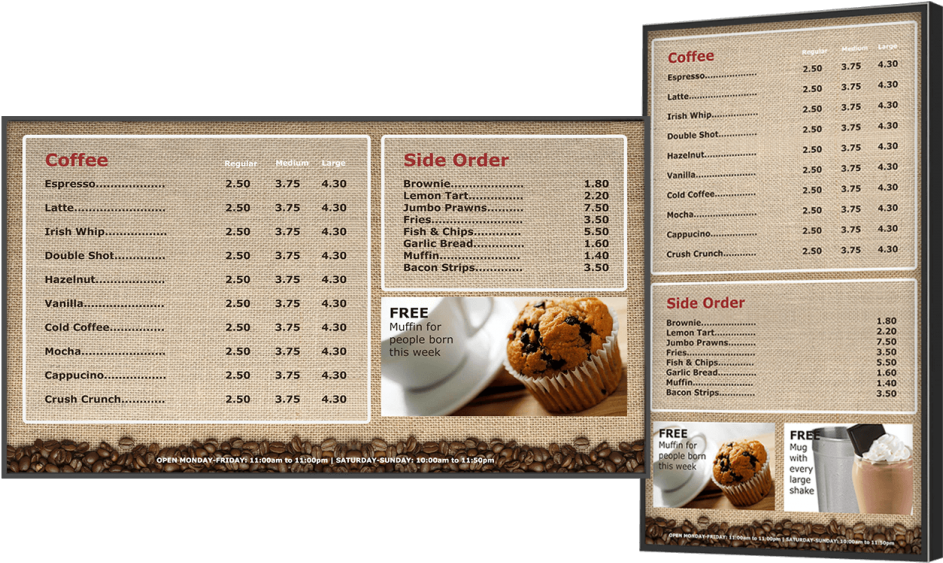 Coffee
Regular Medium Large
Espresso................... 2.50 3.75 4.30
Latte......................... 2.50 3.75 4.30
Irish Whip................. 2.50 3.75 4.30
Double Shot.............. 2.50 3.75 4.30
Hazelnut................... 2.50 3.75 4.30
Vanilla...................... 2.50 3.75 4.30
Cold Coffee............... 2.50 3.75 4.30
Mocha....................... 2.50 3.75 4.30
Cappucino................. 2.50 3.75 4.30
Crush Crunch............ 2.50 3.75 4.30
Side Order
Brownie.................... 1.80
Lemon Tart............... 2.20
Jumbo Prawns.......... 7.50
Fries......................... 3.50
Fish & Chips............. 5.50
Garlic Bread.............. 1.60
Muffin....................... 1.40
Bacon Strips.............. 3.50
FREE
Muffin for
people born
this week
OPEN MONDAY-FRIDAY: 11:00am to 11:00pm | SATURDAY-SUNDAY: 10:00am to 11:50pm
Coffee
Regular Medium Large
Espresso.................. 2.50 3.75 4.30
Latte........................ 2.50 3.75 4.30
Irish Whip................ 2.50 3.75 4.30
Double Shot............. 2.50 3.75 4.30
Hazelnut.................. 2.50 3.75 4.30
Vanilla..................... 2.50 3.75 4.30
Cold Coffee.............. 2.50 3.75 4.30
Mocha...................... 2.50 3.75 4.30
Cappucino................ 2.50 3.75 4.30
Crush Crunch........... 2.50 3.75 4.30
Side Order
Brownie................... 1.80
Lemon Tart.............. 2.20
Jumbo Prawns......... 7.50
Fries........................ 3.50
Fish & Chips............ 5.50
Garlic Bread............. 1.60
Muffin...................... 1.40
Bacon Strips............. 3.50
FREE
Muffin for
people born
this week
FREE
Mug
with
every
large
shake
OPEN MONDAY-FRIDAY: 11:00am to 11:00pm | SATURDAY-SUNDAY: 10:00am to 11:50pm